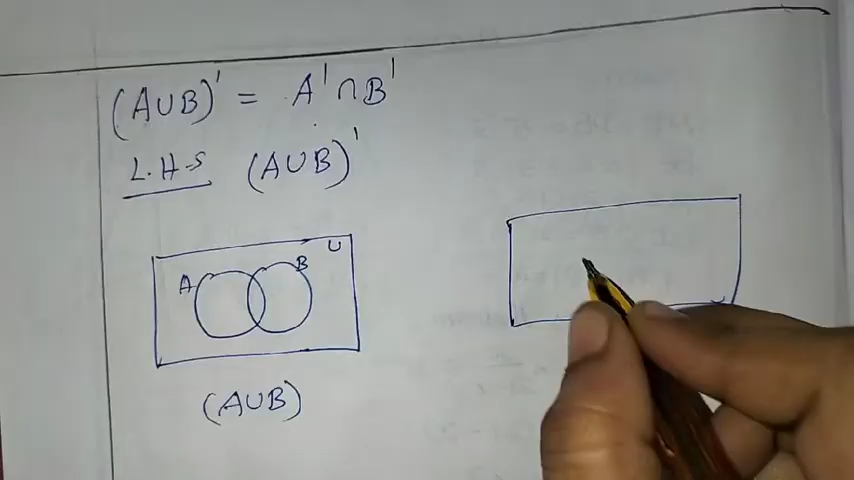 (A∪B)' = A' ∩ B'
L.H.S (A∪B)'
U
A B
(A∪B)